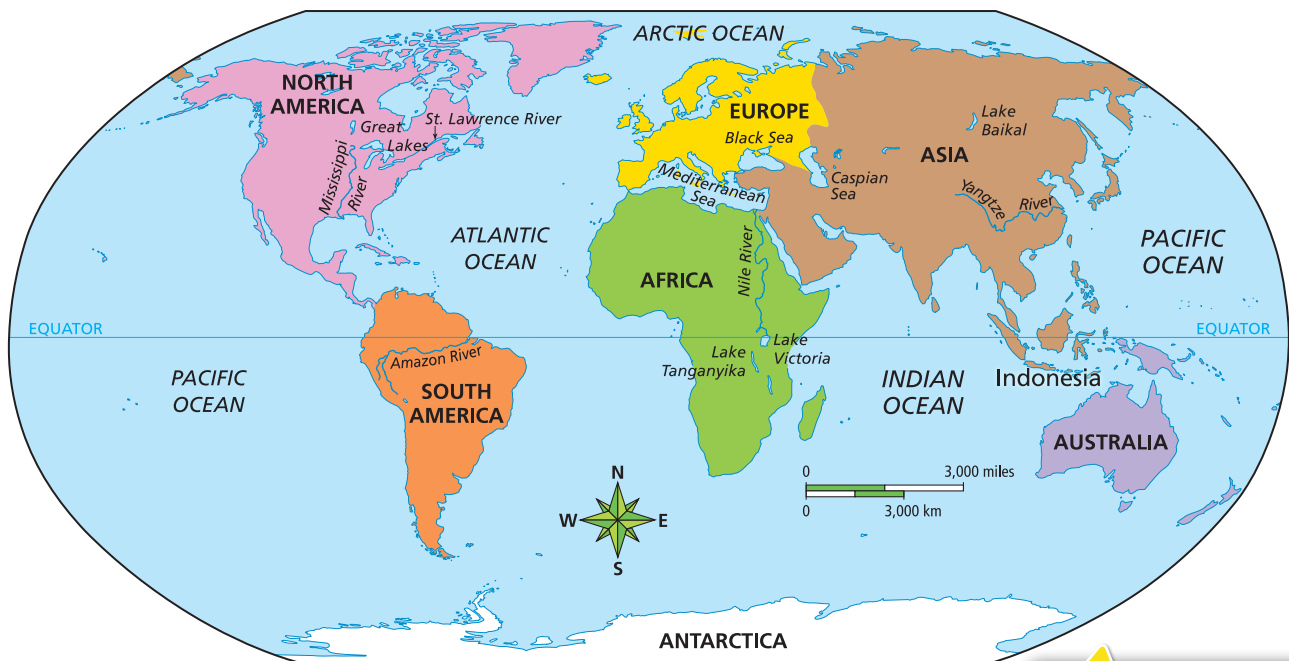 ARCTIC OCEAN
NORTH
AMERICA
St. Lawrence River
Great
Lakes
Mississippi
River
EUROPE
Black Sea
Mediterranean
Sea
Caspian
Sea
ASIA
Lake
Baikal
Yangtze River
ATLANTIC
OCEAN
AFRICA
Nile River
PACIFIC
OCEAN
EQUATOR
EQUATOR
Amazon River
Lake
Victoria
Lake
Tanganyika
PACIFIC
OCEAN
SOUTH
AMERICA
INDIAN
OCEAN
Indonesia
AUSTRALIA
0 3,000 miles
0 3,000 km
N
W E
S
ANTARCTICA